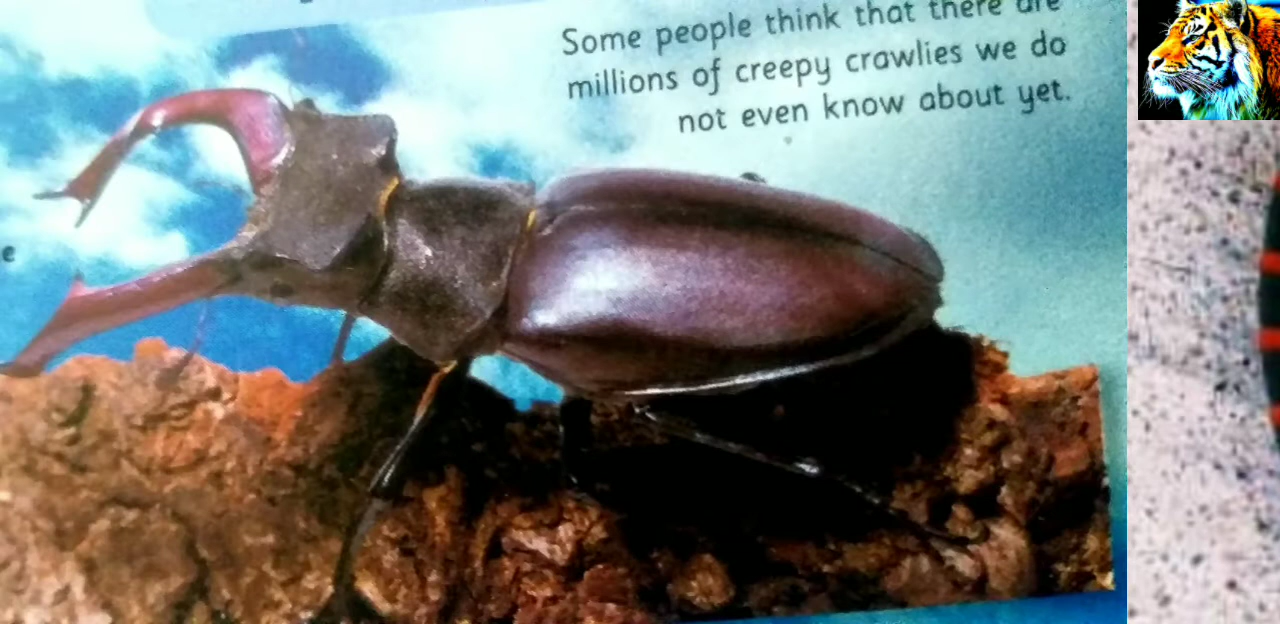 Some people think that there are
millions of creepy crawlies we do
not even know about yet.
e